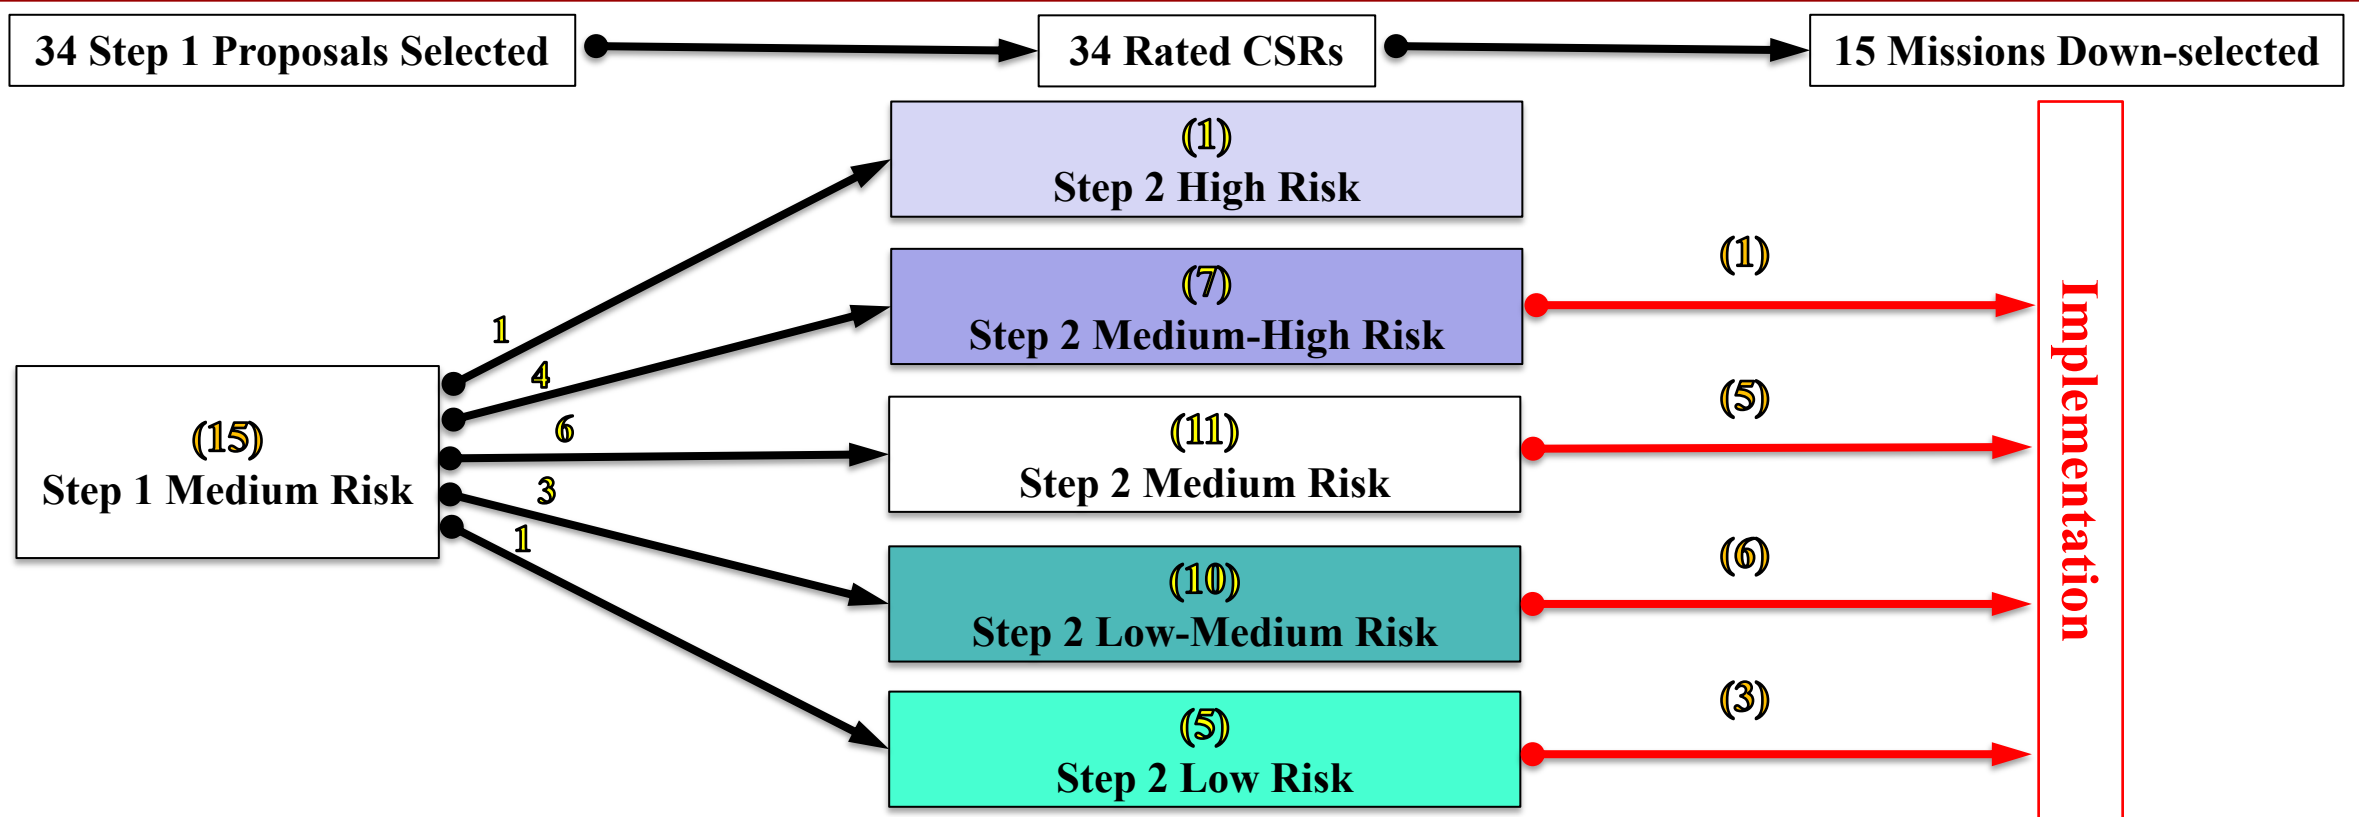 34 Step 1 Proposals Selected
34 Rated CSRs
15 Missions Down-selected
(1)
Step 2 High Risk
(7)
Step 2 Medium-High Risk
(1)
1
4
(15)
Step 1 Medium Risk
6
3
1
(11)
Step 2 Medium Risk
(5)
(10)
Step 2 Low-Medium Risk
(6)
(5)
Step 2 Low Risk
(3)
Implementation